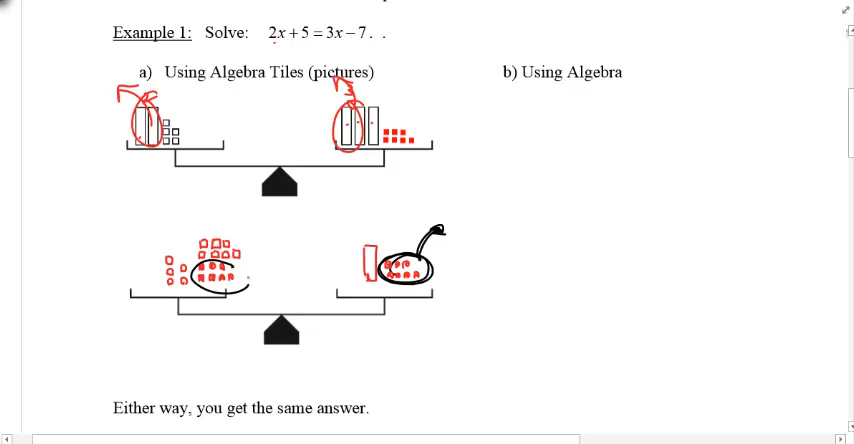 Example 1: Solve: 2x + 5 = 3x − 7. .
a) Using Algebra Tiles (pictures)
b) Using Algebra
Either way, you get the same answer.